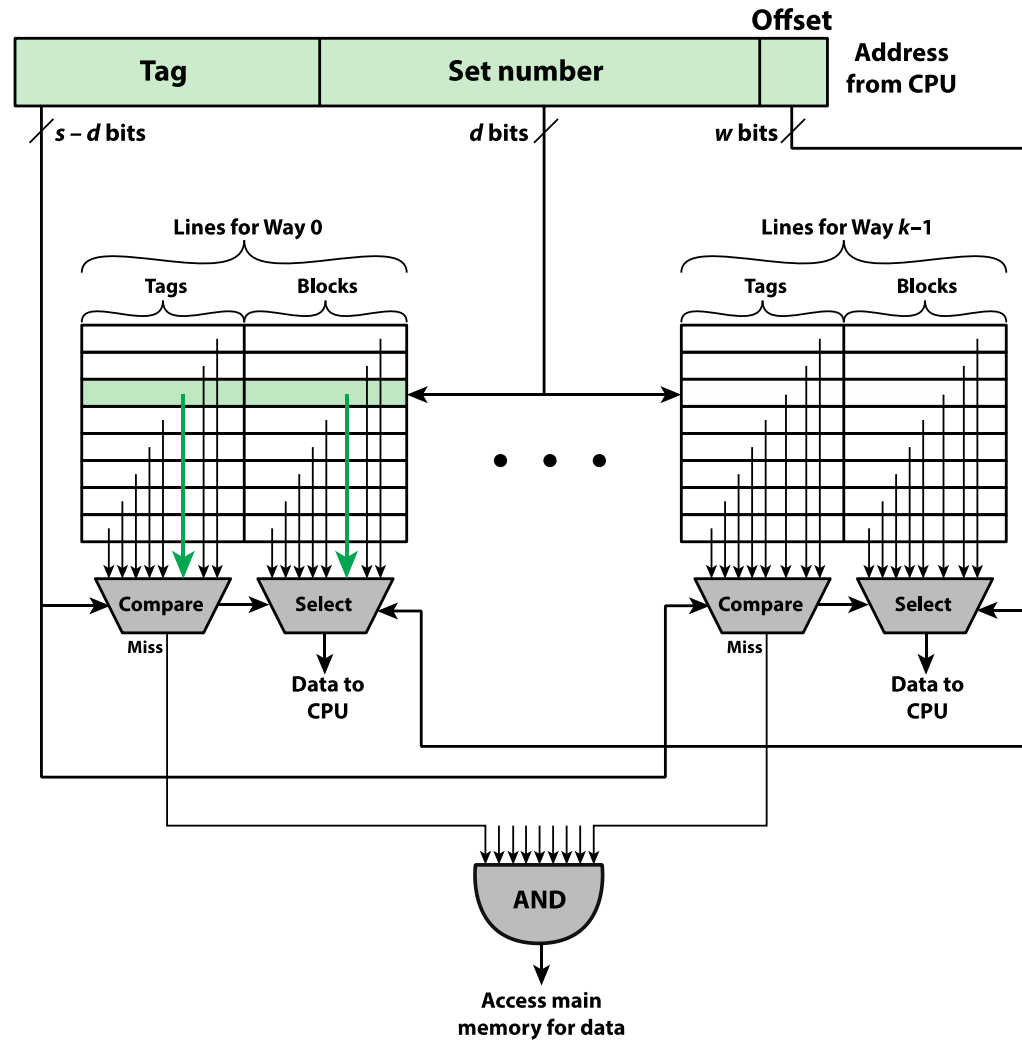 Offset
Tag
Set number
Address
from CPU
s – d bits
d bits
w bits
Lines for Way 0
Lines for Way k–1
Tags
Blocks
Tags
Blocks
Compare
Select
Compare
Select
Miss
Miss
Data to
CPU
Data to
CPU
AND
Access main
memory for data